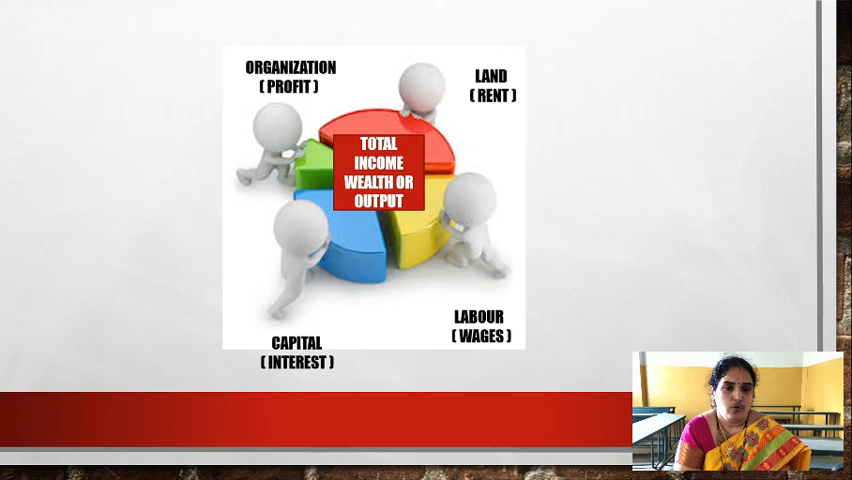 ORGANIZATION
( PROFIT )
LAND
( RENT )
TOTAL
INCOME
WEALTH OR
OUTPUT
LABOUR
( WAGES )
CAPITAL
( INTEREST )